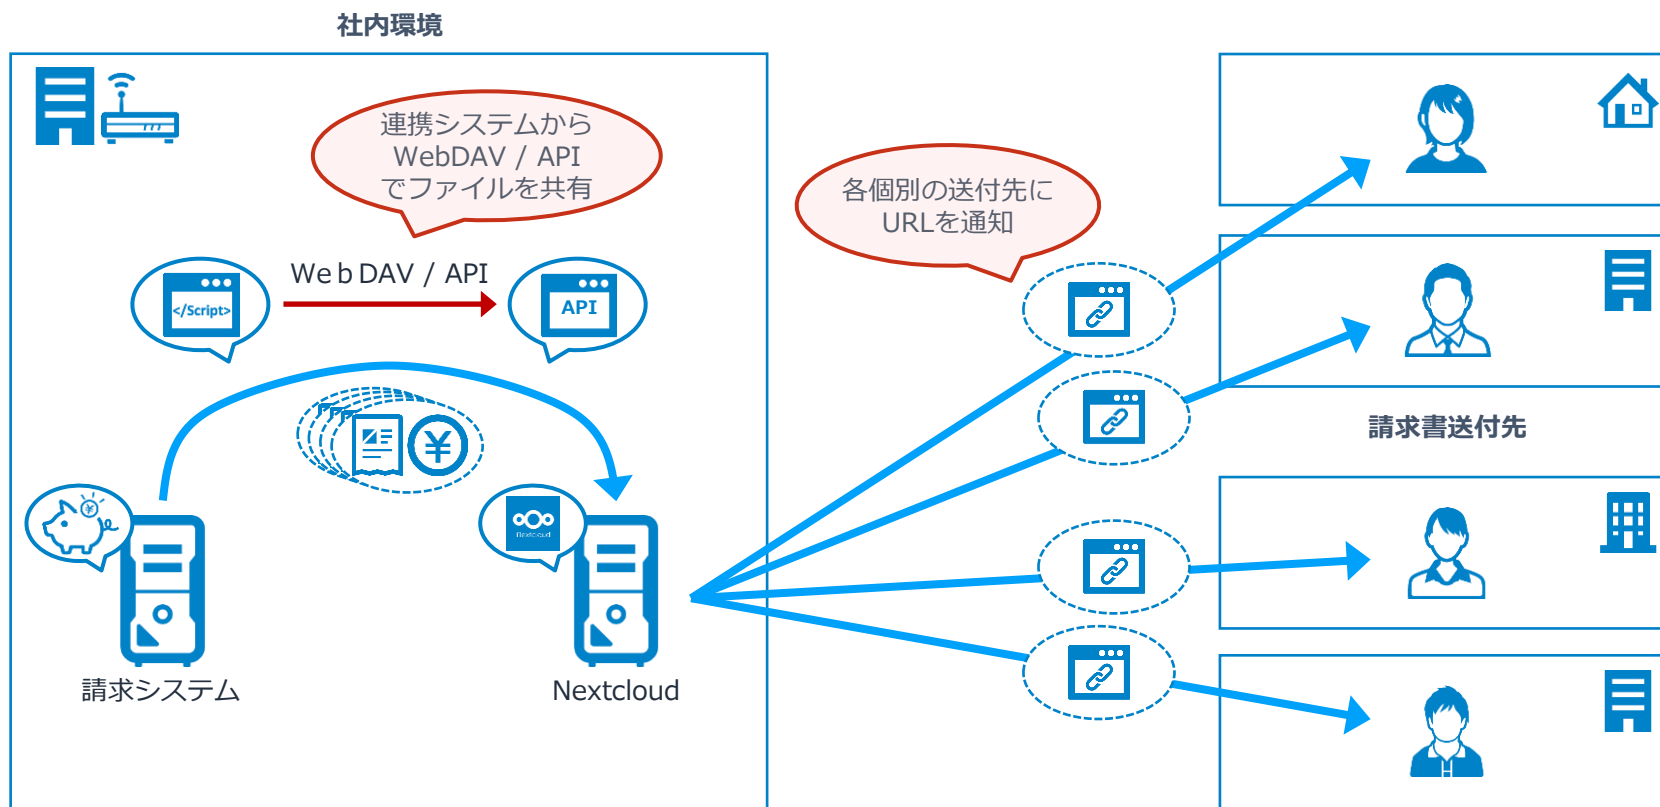 社内環境
連携システムから
WebDAV / API
でファイルを共有
各個別の送付先に
URLを通知
WebDAV / API
</Script>
API
¥
¥
Nextcloud
請求システム
Nextcloud
請求書送付先